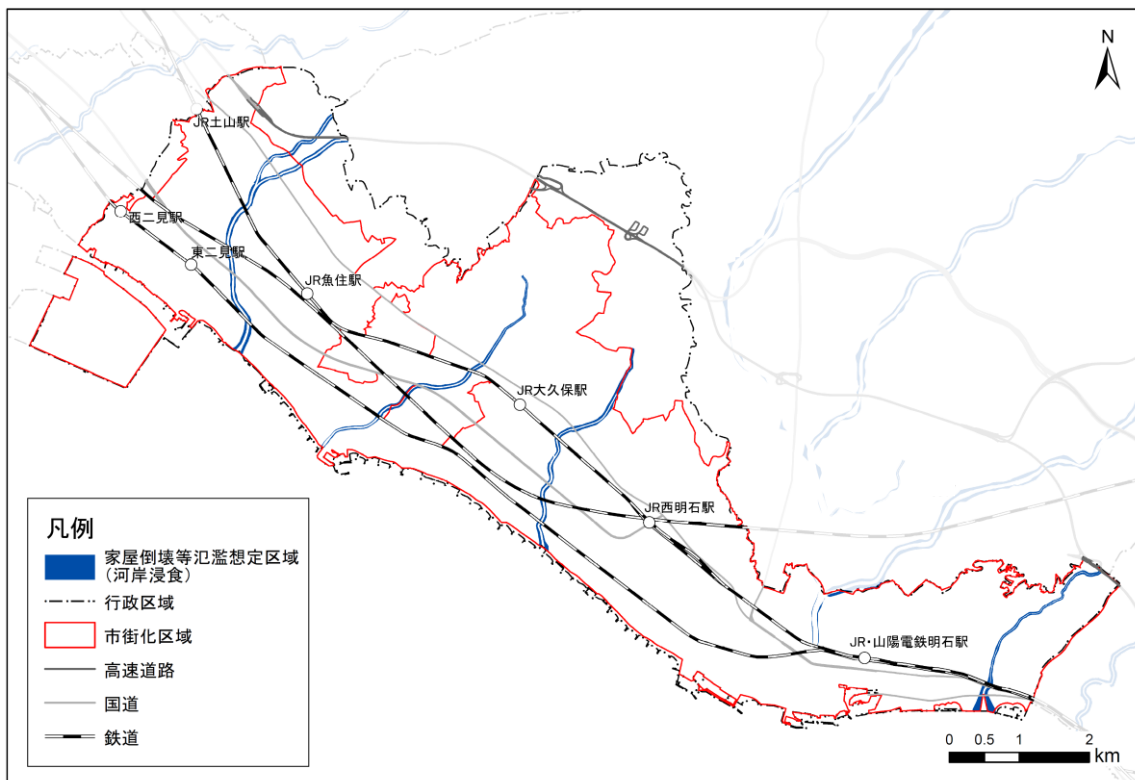 N
JR土山駅
西二見駅
東二見駅
JR魚住駅
JR大久保駅
JR西明石駅
JR・山陽電鉄明石駅
凡例
家屋倒壊等氾濫想定区域
(河岸浸食)
行政区域
市街化区域
高速道路
国道
鉄道
0 0.5 1 2
km